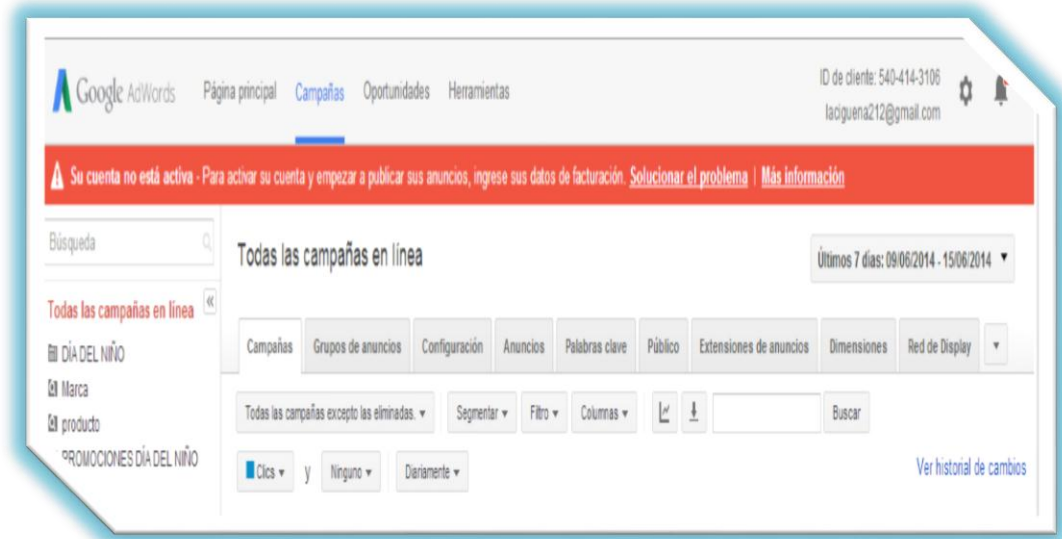 Google AdWords Página principal Campañas Oportunidades Herramientas
ID de cliente: 540-414-3106
laciguena212@gmail.com
Su cuenta no está activa - Para activar su cuenta y empezar a publicar sus anuncios, ingrese sus datos de facturación. Solucionar el problema | Más información
Búsqueda
Todas las campañas en línea
DÍA DEL NIÑO
Marca
producto
PROMOCIONES DÍA DEL NIÑO
Todas las campañas en línea
Últimos 7 días: 09/06/2014 - 15/06/2014
Campañas Grupos de anuncios Configuración Anuncios Palabras clave Público Extensiones de anuncios Dimensiones Red de Display
Todas las campañas excepto las eliminadas. Segmentar Filtro Columnas Buscar
Clics y Ninguno Diariamente
Ver historial de cambios